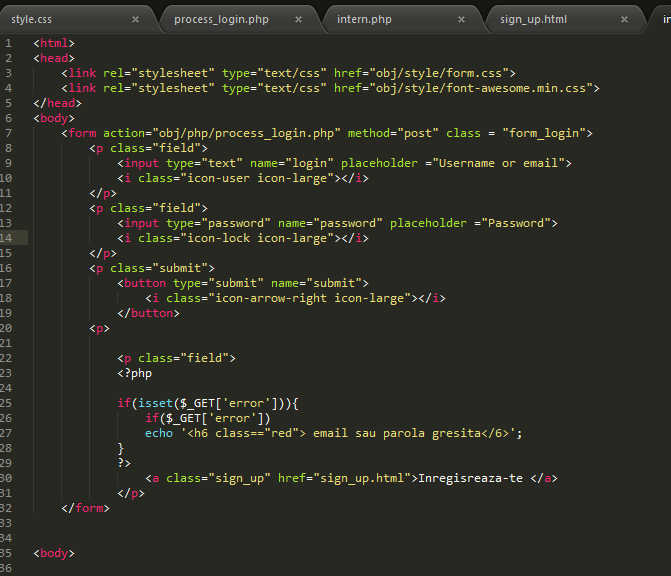 style.css × process_login.php × intern.php × sign_up.html × in
1 <html>
2 <head>
3 <link rel="stylesheet" type="text/css" href="obj/style/form.css">
4 <link rel="stylesheet" type="text/css" href="obj/style/font-awesome.min.css">
5 </head>
6 <body>
7 <form action="obj/php/process_login.php" method="post" class = "form_login">
8 <p class="field">
9 <input type="text" name="login" placeholder ="Username or email">
10 <i class="icon-user icon-large"></i>
11 </p>
12 <p class="field">
13 <input type="password" name="password" placeholder ="Password">
14 <i class="icon-lock icon-large"></i>
15 </p>
16 <p class="submit">
17 <button type="submit" name="submit">
18 <i class="icon-arrow-right icon-large"></i>
19 </button>
20 <p>
21
22 <p class="field">
23 <?php
24
25 if(isset($_GET['error'])){
26 if($_GET['error'])
27 echo '<h6 class=="red"> email sau parola gresita</6>';
28 }
29 ?>
30 <a class="sign_up" href="sign_up.html">Inregisreaza-te </a>
31 </p>
32 </form>
33
34
35 <body>
36